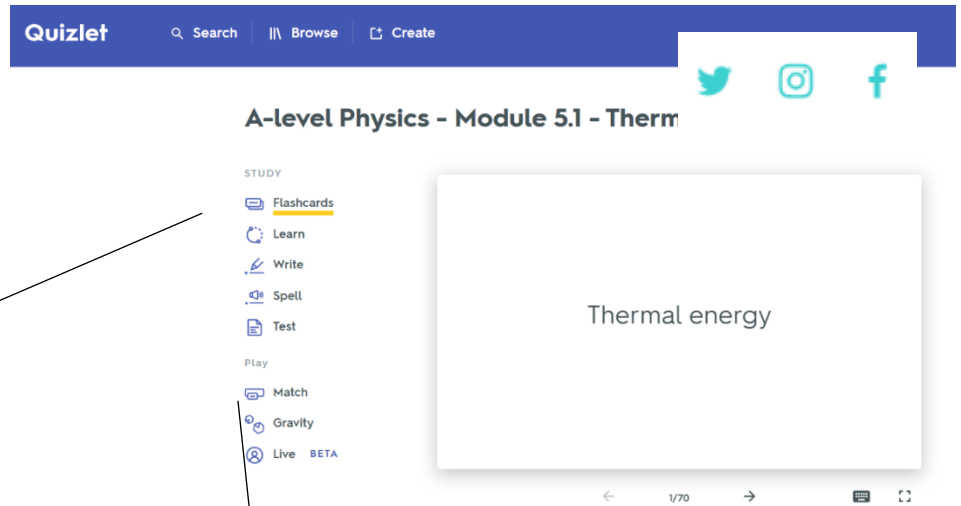 Quizlet Search Browse Create
A-level Physics - Module 5.1 - Therm
STUDY
Flashcards
Learn
Write
Spell
Test
Thermal energy
Play
Match
Gravity
Live BETA
1/70